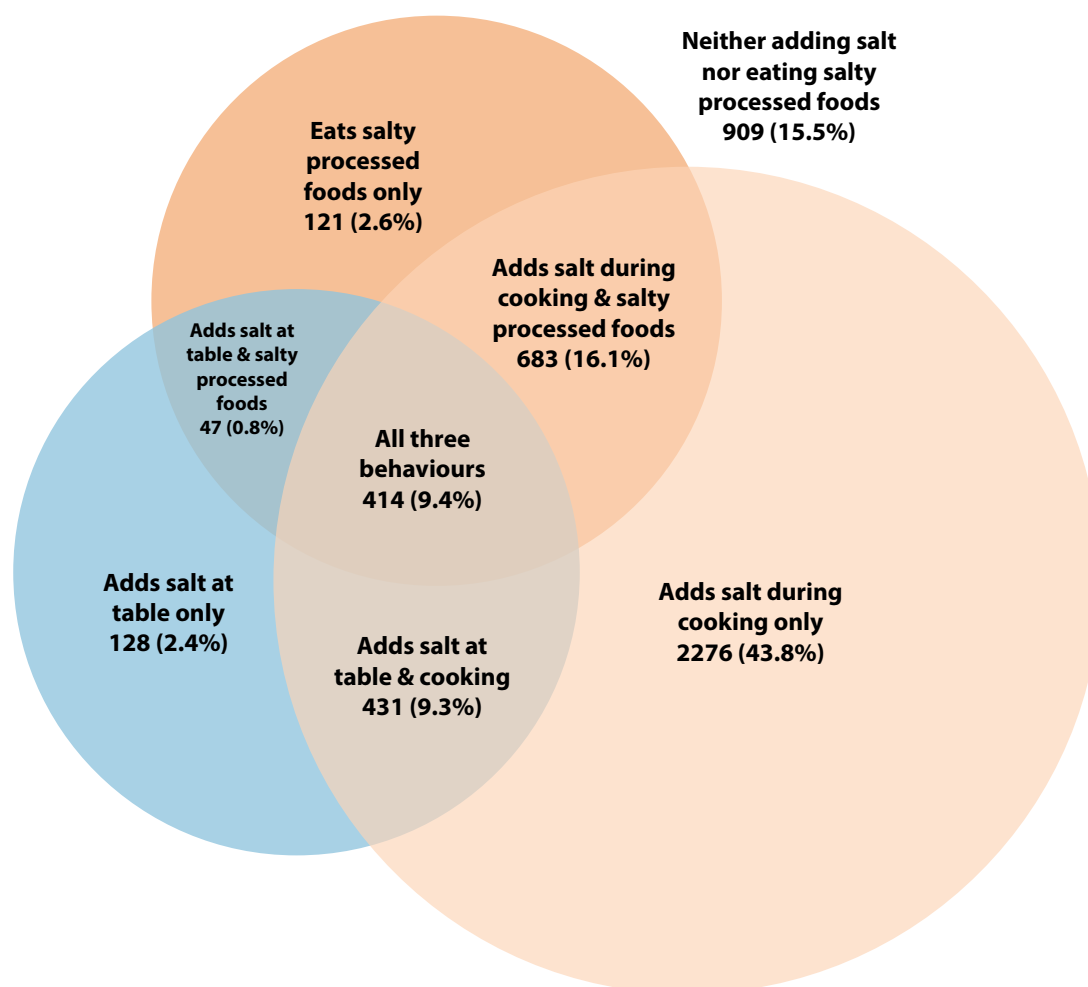 Neither adding salt
nor eating salty
processed foods
909 (15.5%)
Eats salty
processed
foods only
121 (2.6%)
Adds salt during
cooking & salty
processed foods
683 (16.1%)
Adds salt at
table & salty
processed
foods
47 (0.8%)
All three
behaviours
414 (9.4%)
Adds salt at
table only
128 (2.4%)
Adds salt during
cooking only
2276 (43.8%)
Adds salt at
table & cooking
431 (9.3%)